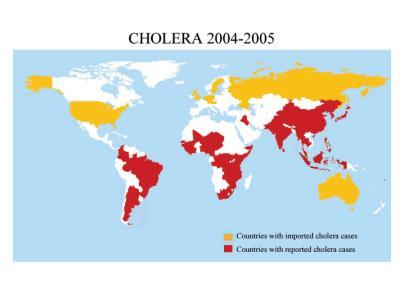 CHOLERA 2004-2005
Countries with imported cholera cases
Countries with reported cholera cases